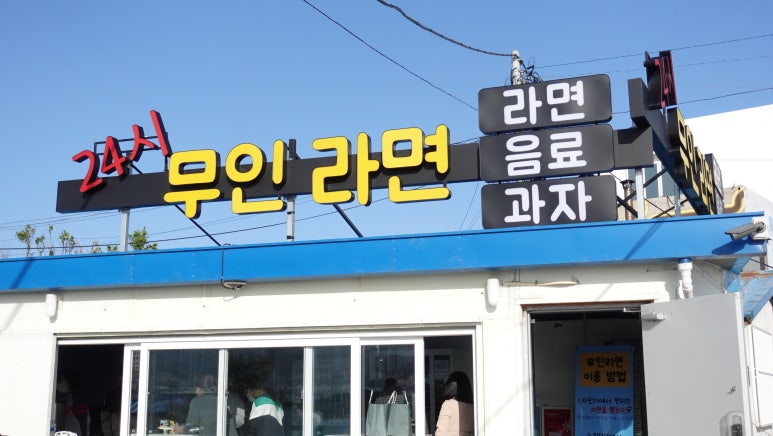 24시 무인 라면
라면
음료
과자
무인라면
이용 방법